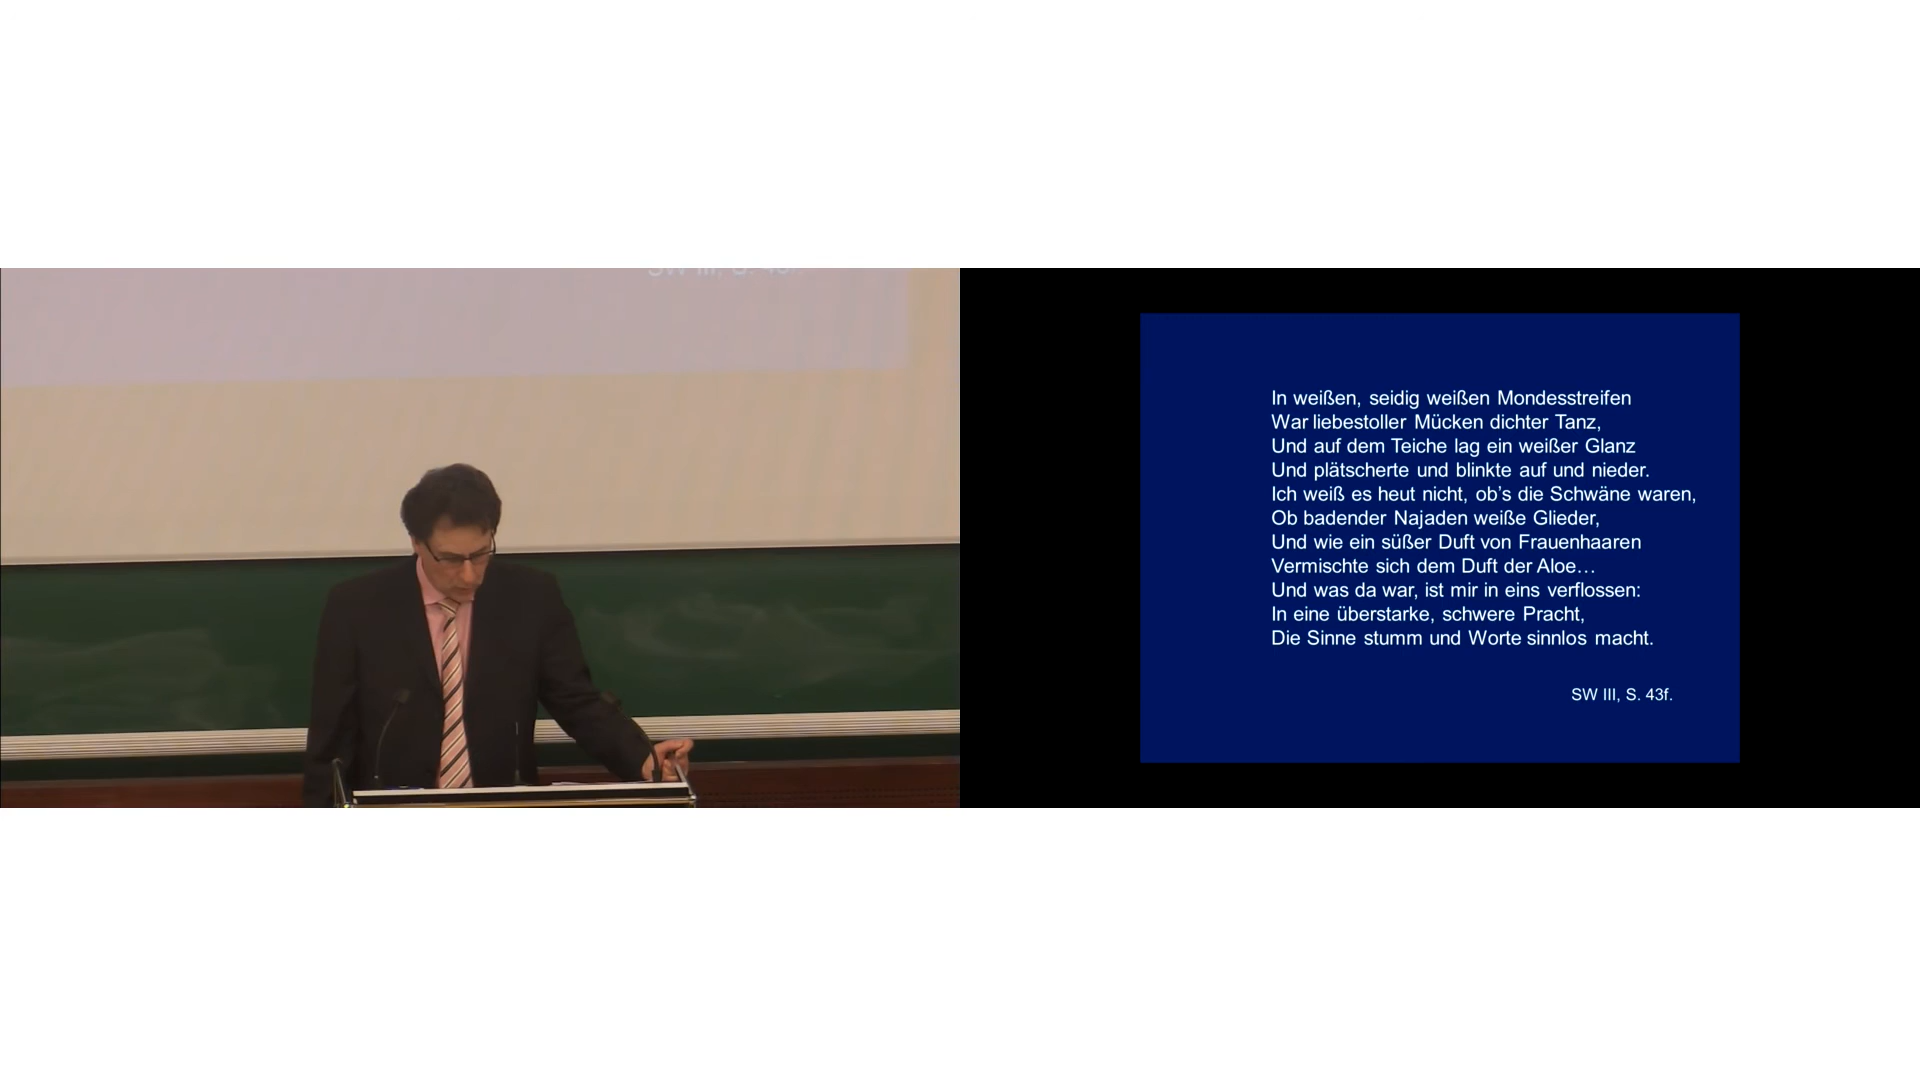 SW III, S. 43f.
In weißen, seidig weißen Mondesstreifen
War liebestoller Mücken dichter Tanz,
Und auf dem Teiche lag ein weißer Glanz
Und plätscherte und blinkte auf und nieder.
Ich weiß es heut nicht, ob’s die Schwäne waren,
Ob badender Najaden weiße Glieder,
Und wie ein süßer Duft von Frauenhaaren
Vermischte sich dem Duft der Aloe…
Und was da war, ist mir in eins verflossen:
In eine überstarke, schwere Pracht,
Die Sinne stumm und Worte sinnlos macht.
SW III, S. 43f.